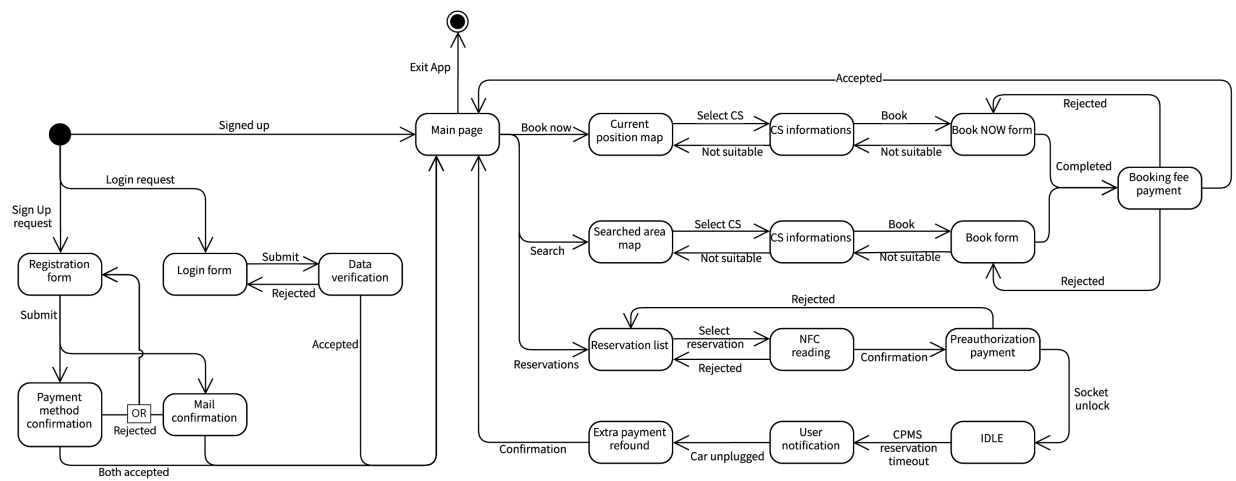 Exit App
Accepted
Signed up
Main page
Book now
Current
position map
Select CS
Not suitable
CS informations
Book
Not suitable
Book NOW form
Rejected
Completed
Booking fee
payment
Login request
Sign Up
request
Search
Searched area
map
Select CS
Not suitable
CS informations
Book
Not suitable
Book form
Rejected
Registration
form
Login form
Submit
Rejected
Data
verification
Submit
Accepted
Rejected
Reservations
Reservation list
Select
reservation
Rejected
NFC
reading
Confirmation
Preauthorization
payment
Socket
unlock
Payment
method
confirmation
OR
Rejected
Mail
confirmation
Both accepted
Confirmation
Extra payment
refound
Car unplugged
User
notification
CPMS
reservation
timeout
IDLE